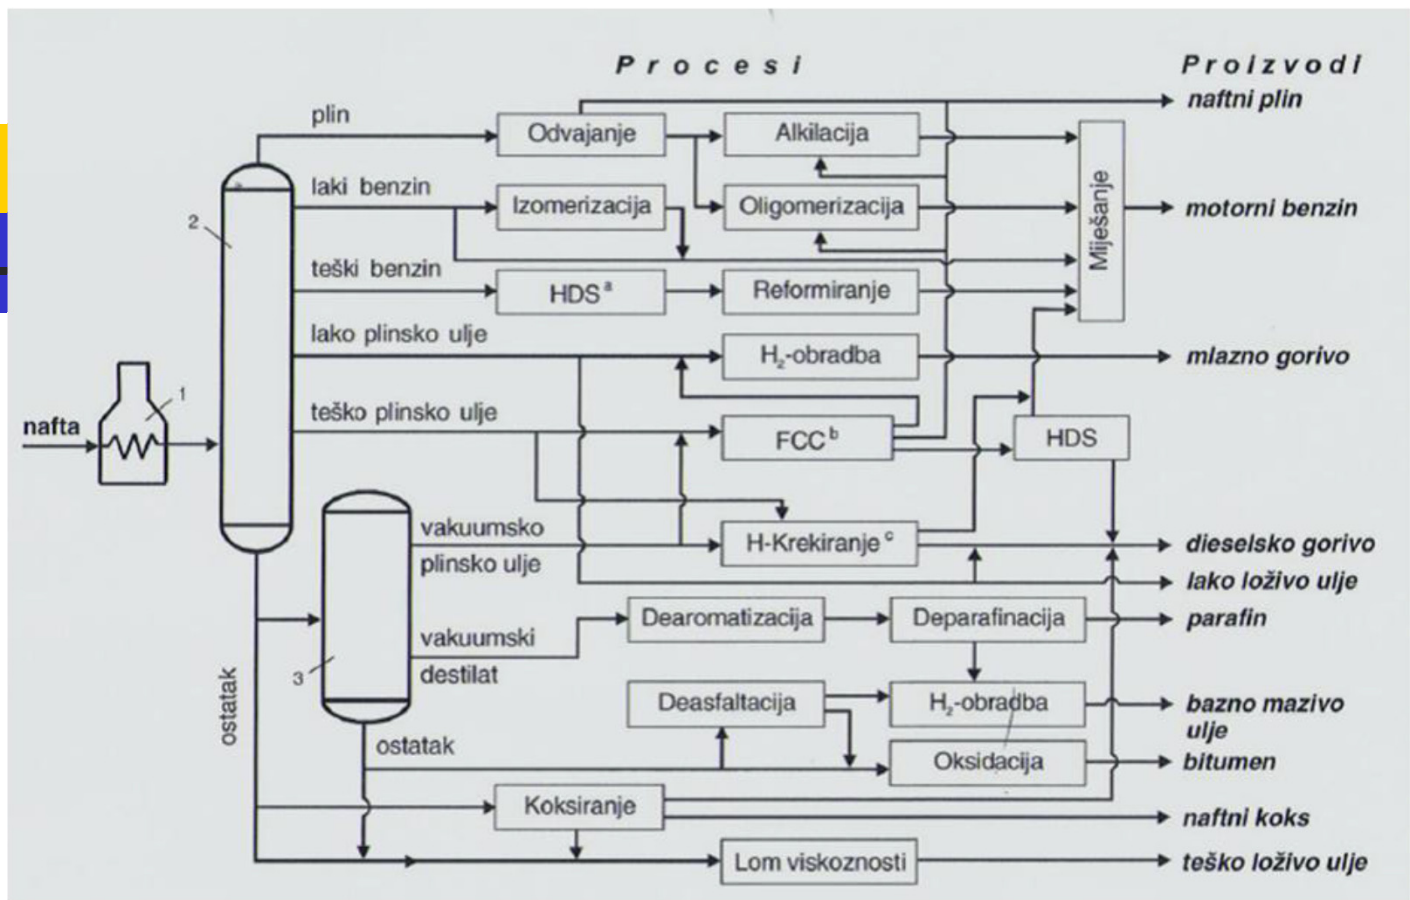 Procesi
Proizvodi
naftni plin
plin
Odvajanje
Alkilacija
laki benzin
Izomerizacija
Oligomerizacija
Miješanje
motorni benzin
2
teški benzin
HDSª
Reformiranje
lako plinsko ulje
H₂-obradba
mlazno gorivo
1
teško plinsko ulje
nafta
FCCᵇ
HDS
vakuumsko
plinsko ulje
H-Krekiranjeᶜ
dieselsko gorivo
lako loživo ulje
Dearomatizacija
Deparafinacija
parafin
vakuumski
destilat
3
ostatak
Deasfaltacija
H₂-obradba
bazno mazivo
ulje
ostatak
Oksidacija
bitumen
Koksiranje
naftni koks
Lom viskoznosti
teško loživo ulje